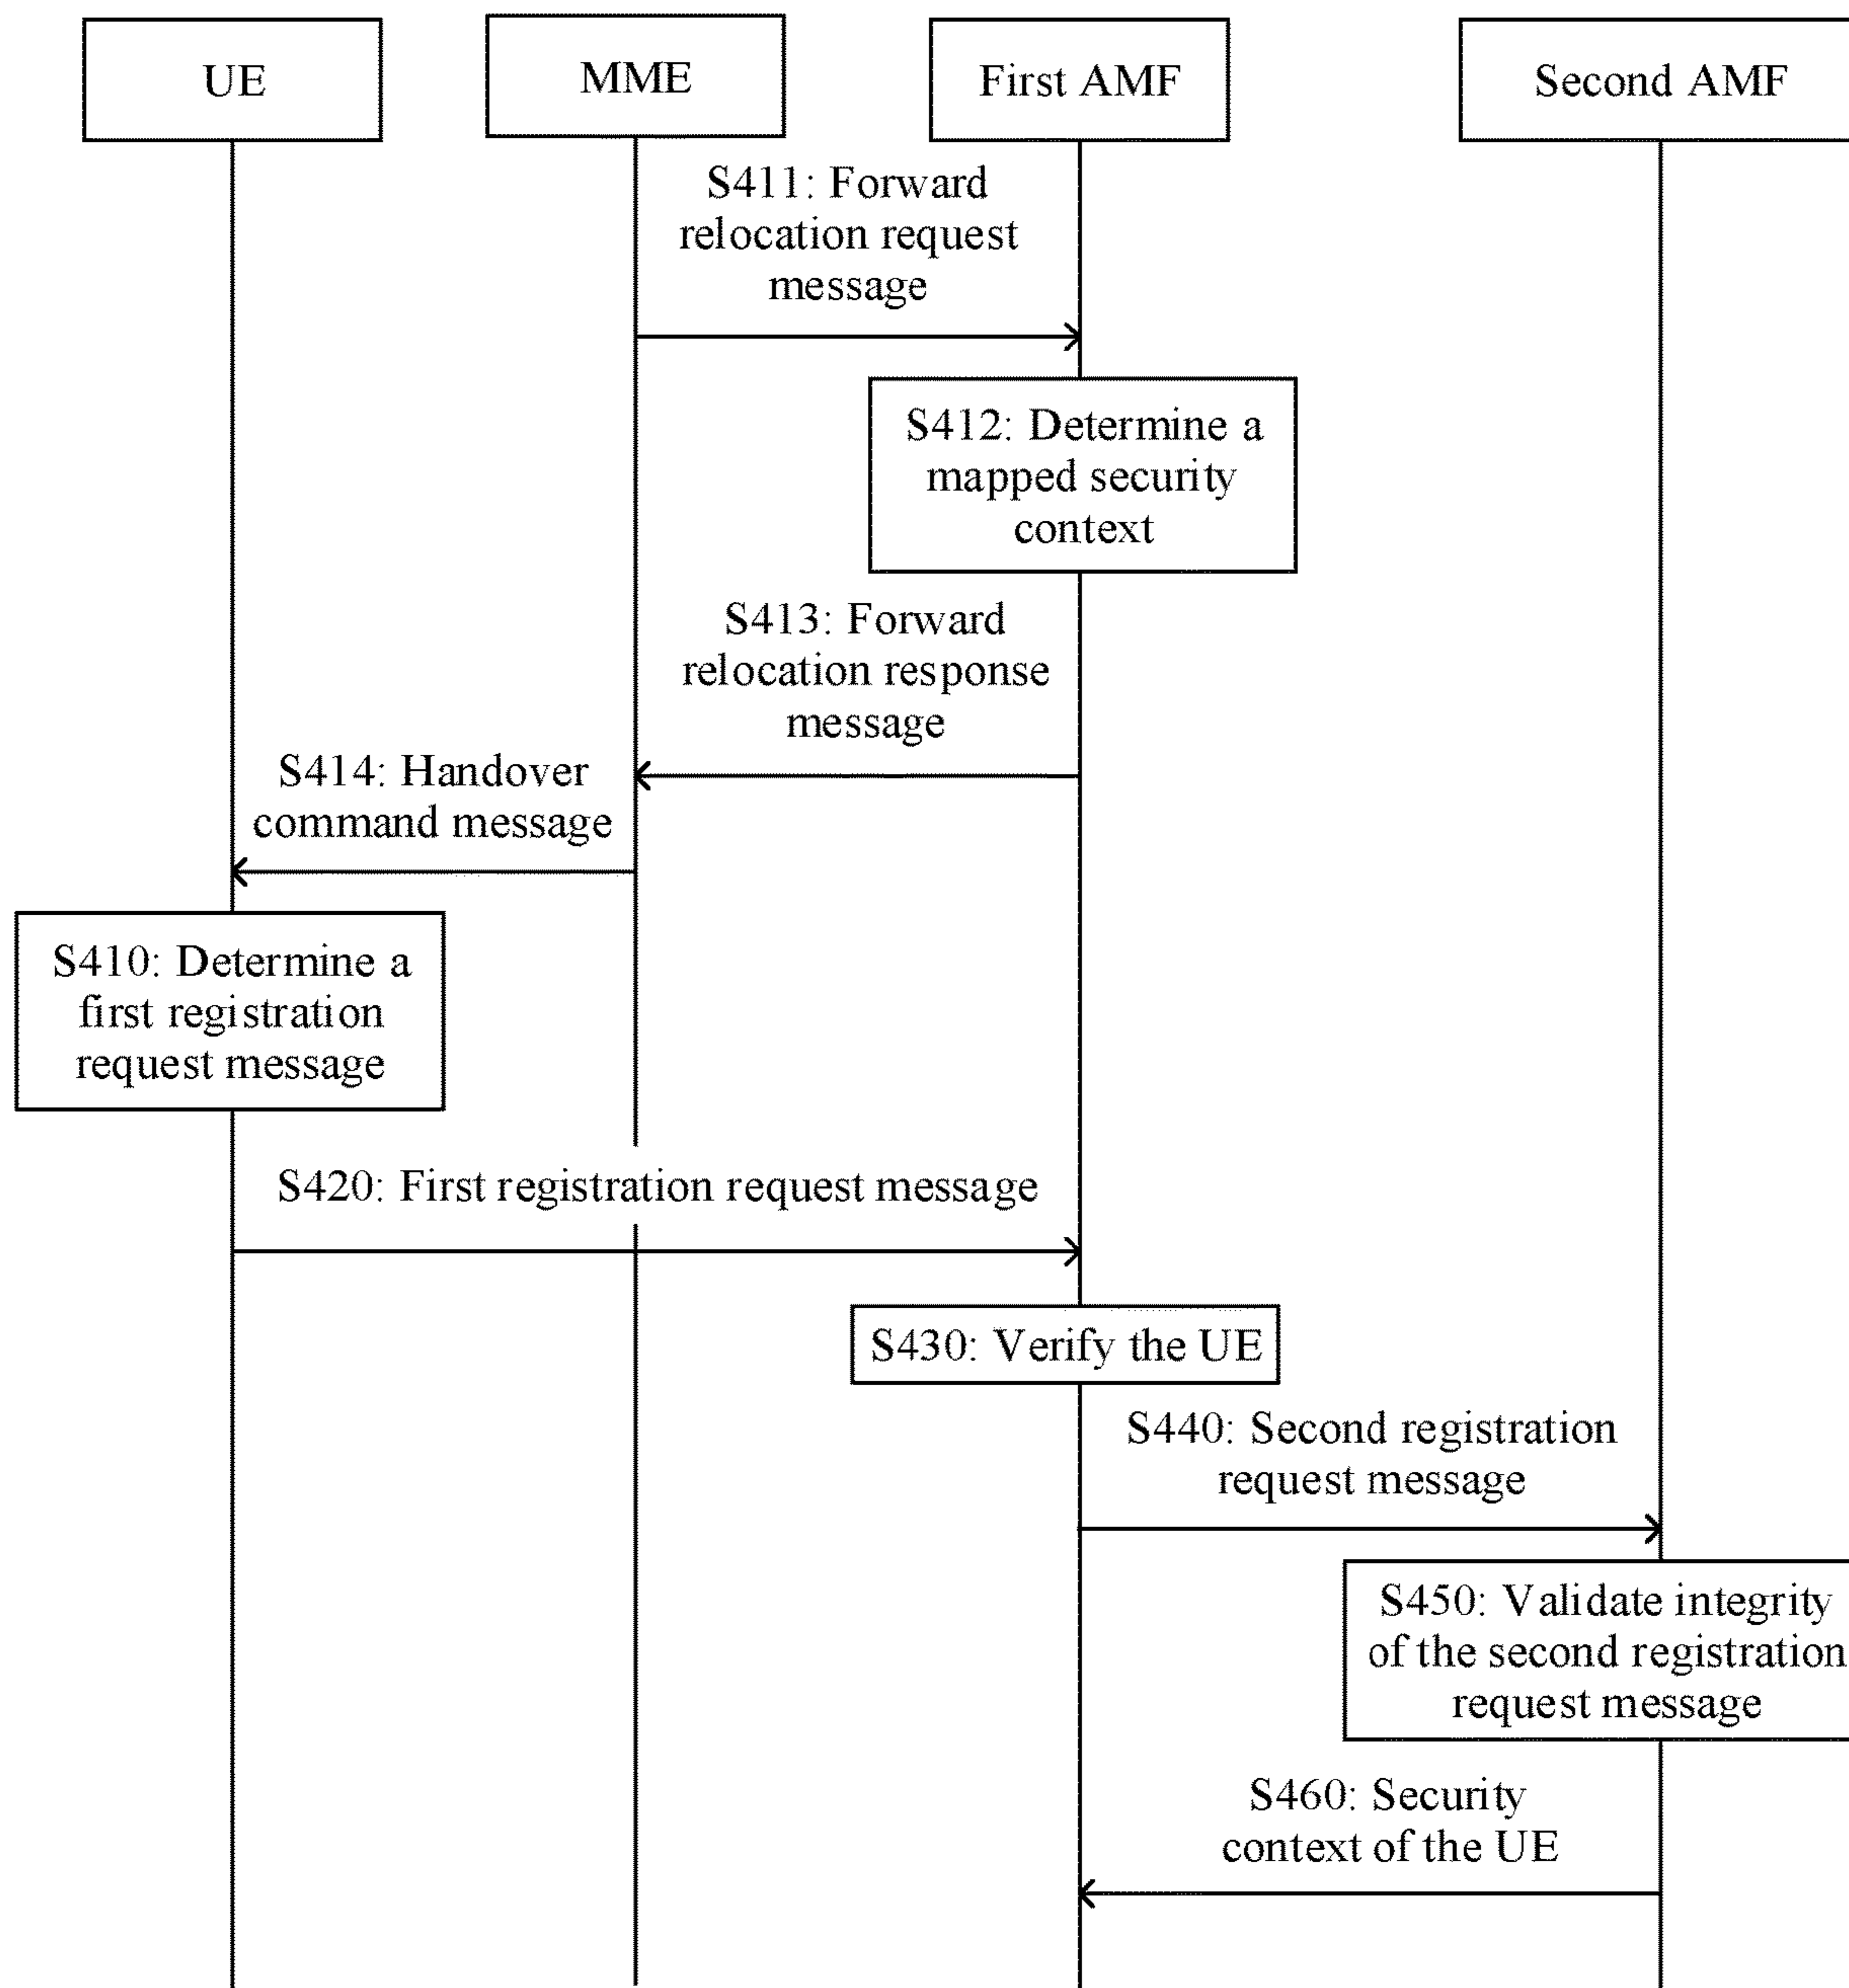 UE
MME
First AMF
Second AMF
S411: Forward
relocation request
message
S412: Determine a
mapped security
context
S413: Forward
relocation response
message
S414: Handover
command message
S410: Determine a
first registration
request message
S420: First registration request message
S430: Verify the UE
S440: Second registration
request message
S450: Validate integrity
of the second registration
request message
S460: Security
context of the UE